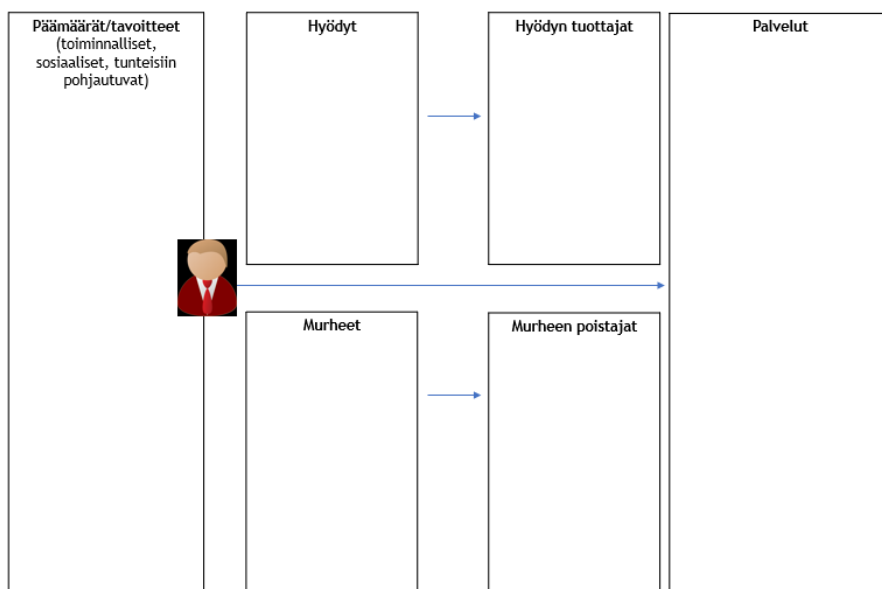 Päämäärät/tavoitteet
(toiminnalliset,
sosiaaliset, tunteisiin
pohjautuvat)
Hyödyt
Hyödyn tuottajat
Palvelut
Murheet
Murheen poistajat